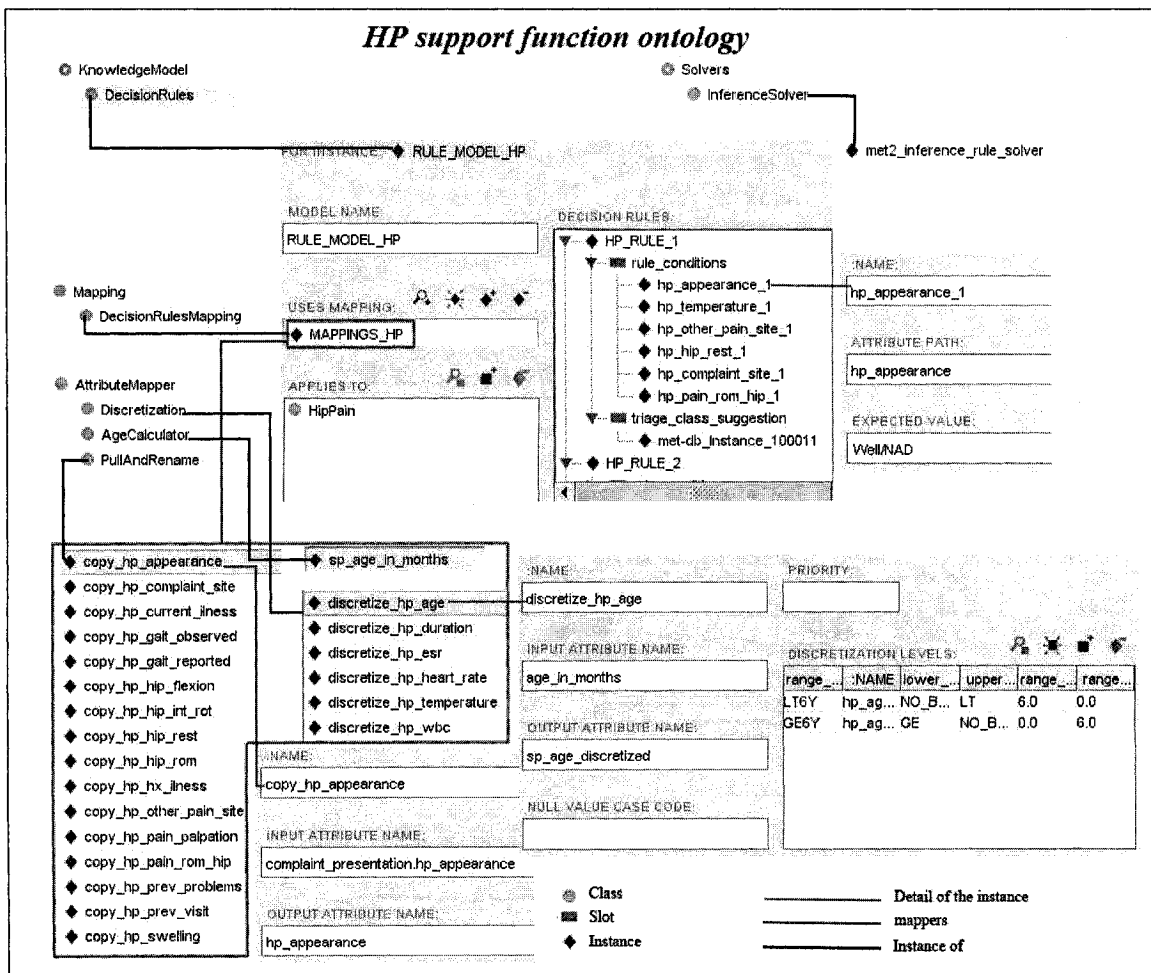 HP support function ontology
KnowledgeModel
DecisionRules
Solvers
InferenceSolver
FOR INSTANCE: RULE_MODEL_HP
met2_inference_rule_solver
MODEL NAME:
RULE_MODEL_HP
DECISION RULES:
HP_RULE_1
rule_conditions
hp_appearance_1
hp_temperature_1
hp_other_pain_site_1
hp_hip_rest_1
hp_complaint_site_1
hp_pain_rom_hip_1
triage_class_suggestion
met-db_Instance_100011
HP_RULE_2
:NAME:
hp_appearance_1
ATTRIBUTE PATH:
hp_appearance
EXPECTED VALUE:
Well/NAD
Mapping
DecisionRulesMapping
USES MAPPING:
MAPPINGS_HP
AttributeMapper
Discretization
AgeCalculator
PullAndRename
APPLIES TO:
HipPain
copy_hp_appearance
copy_hp_complaint_site
copy_hp_current_ilness
copy_hp_gait_observed
copy_hp_gait_reported
copy_hp_hip_flexion
copy_hp_hip_int_rot
copy_hp_hip_rest
copy_hp_hip_rom
copy_hp_hx_ilness
copy_hp_other_pain_site
copy_hp_pain_palpation
copy_hp_pain_rom_hip
copy_hp_prev_problems
copy_hp_prev_visit
copy_hp_swelling
sp_age_in_months
discretize_hp_age
discretize_hp_duration
discretize_hp_esr
discretize_hp_heart_rate
discretize_hp_temperature
discretize_hp_wbc
:NAME:
copy_hp_appearance
INPUT ATTRIBUTE NAME:
complaint_presentation.hp_appearance
OUTPUT ATTRIBUTE NAME:
hp_appearance
:NAME
discretize_hp_age
INPUT ATTRIBUTE NAME:
age_in_months
OUTPUT ATTRIBUTE NAME:
sp_age_discretized
NULL VALUE CASE CODE:
PRIORITY:
DISCRETIZATION LEVELS:
range_... :NAME lower_... upper... range_... range...
LT6Y hp_ag... NO_B... LT 6.0 0.0
GE6Y hp_ag... GE NO_B... 0.0 6.0
Class
Slot
Instance
Detail of the instance
mappers
Instance of